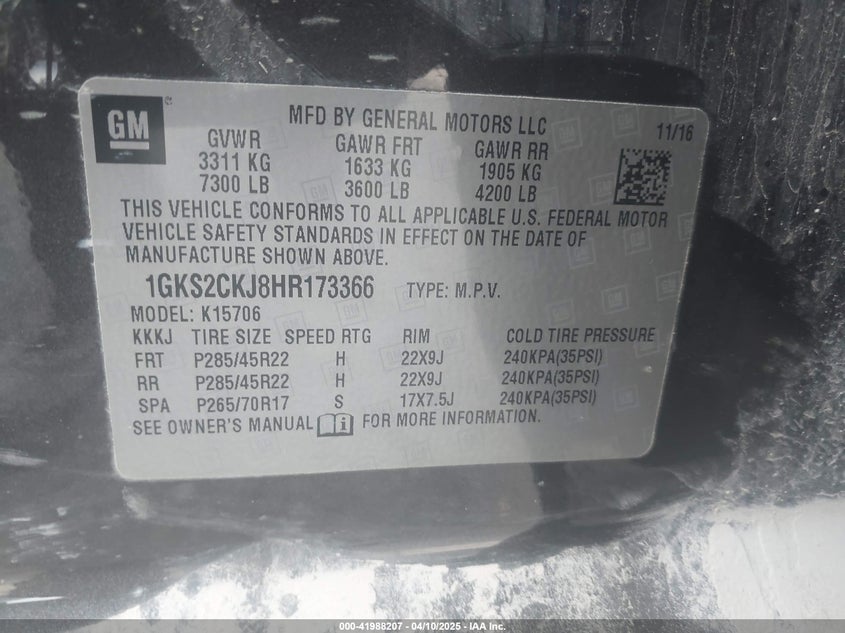 GM
®
MFD BY GENERAL MOTORS LLC
11/16
GVWR GAWR FRT GAWR RR
3311 KG 1633 KG 1905 KG
7300 LB 3600 LB 4200 LB
THIS VEHICLE CONFORMS TO ALL APPLICABLE U.S. FEDERAL MOTOR
VEHICLE SAFETY STANDARDS IN EFFECT ON THE DATE OF
MANUFACTURE SHOWN ABOVE.
1GKS2CKJ8HR173366 TYPE: M.P.V.
MODEL: K15706
KKKJ TIRE SIZE SPEED RTG RIM COLD TIRE PRESSURE
FRT P285/45R22 H 22X9J 240KPA(35PSI)
RR P285/45R22 H 22X9J 240KPA(35PSI)
SPA P265/70R17 S 17X7.5J 240KPA(35PSI)
SEE OWNER'S MANUAL i FOR MORE INFORMATION.
000-41988207 - 04/10/2025 - IAA Inc.